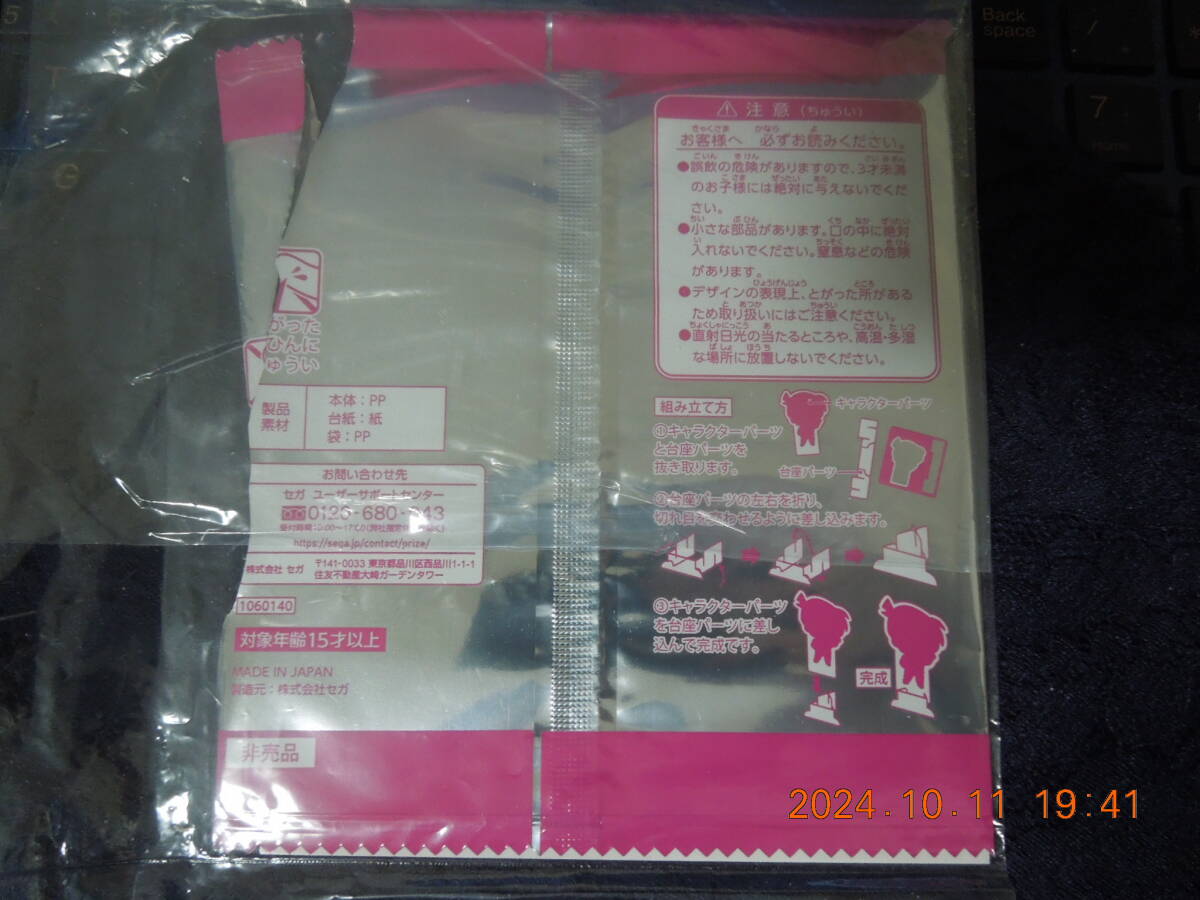 Back
space
7
Home
5
6
T
Y
G
⚠注意(ちゅうい)
お客様へ 必ずお読みください。
●誤飲の危険がありますので、3才未満
のお子様には絶対に与えないでくだ
さい。
●小さな部品があります。口の中に絶対
入れないでください。窒息などの危険
があります。
●デザインの表現上、とがった所がある
ため取り扱いにはご注意ください。
●直射日光の当たるところや、高温・多湿
な場所に放置しないでください。
組み立て方
①キャラクターパーツ
と台座パーツを
抜き取ります。
キャラクターパーツ
台座パーツ
②台座パーツの左右を折り、
切れ目を合わせるように差し込みます。
③キャラクターパーツ
を台座パーツに差し
込んで完成です。
完成
がった
ひんに
ゅうい
製品
素材
本体:PP
台紙:紙
袋:PP
お問い合わせ先
セガ ユーザーサポートセンター
https://sega.jp/contact/prize/
株式会社 セガ
〒141-0033 東京都品川区西品川1-1-1
住友不動産大崎ガーデンタワー
1060140
対象年齢15才以上
MADE IN JAPAN
製造元:株式会社セガ
非売品
2024.10.11 19:41